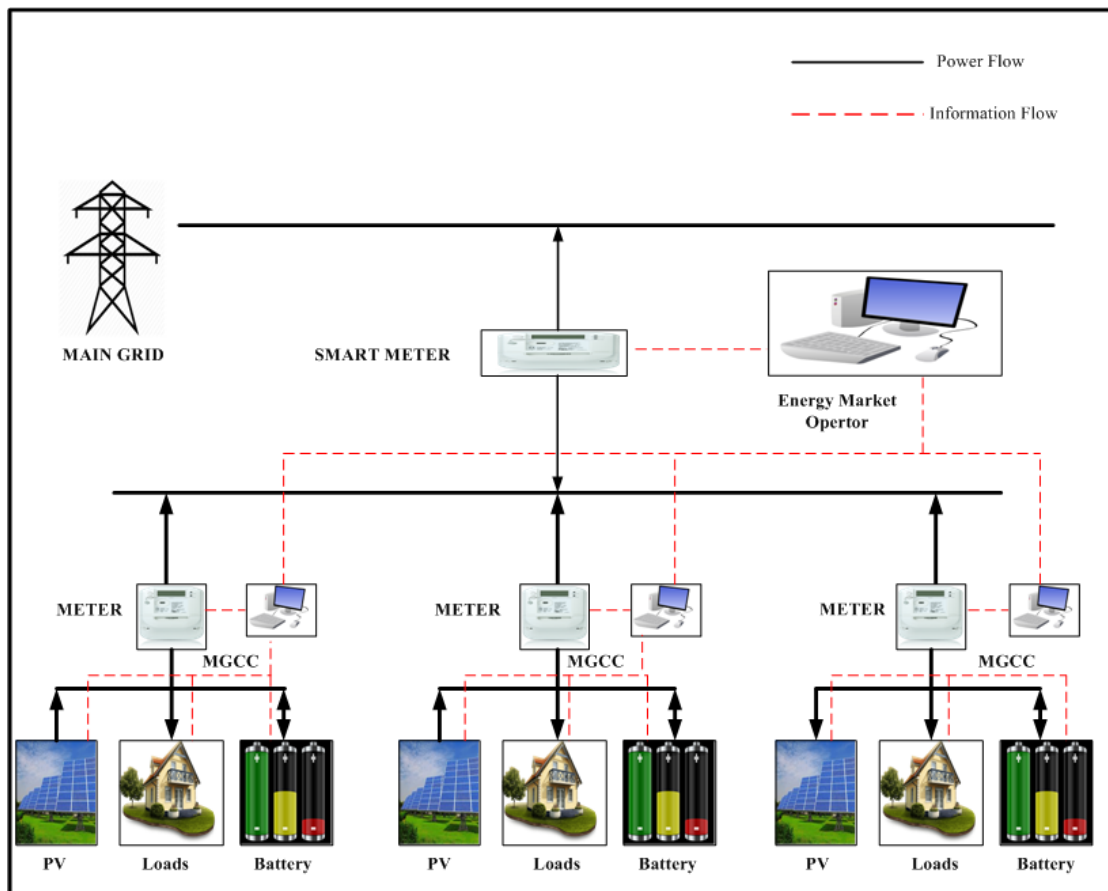 Power Flow
Information Flow
MAIN GRID
SMART METER
Energy Market
Opertor
METER
METER
METER
MGCC
MGCC
MGCC
PV
Loads
Battery
PV
Loads
Battery
PV
Loads
Battery